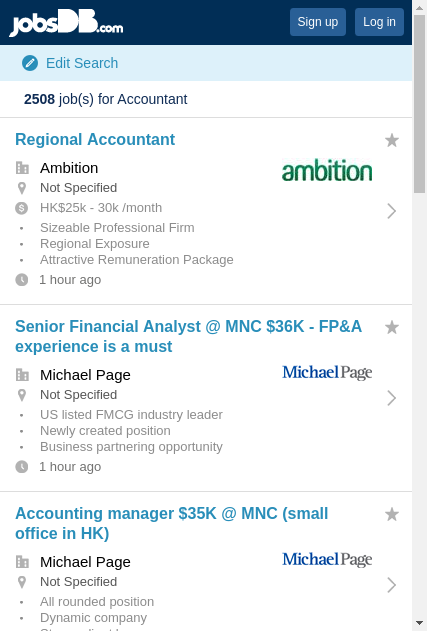 jobsDB.com
Sign up
Log in
Edit Search
2508 job(s) for Accountant
Regional Accountant
Ambition
ambition
Not Specified
HK$25k - 30k /month
• Sizeable Professional Firm
• Regional Exposure
• Attractive Remuneration Package
1 hour ago
Senior Financial Analyst @ MNC $36K - FP&A
experience is a must
Michael Page
Michael Page
Not Specified
• US listed FMCG industry leader
• Newly created position
• Business partnering opportunity
1 hour ago
Accounting manager $35K @ MNC (small
office in HK)
Michael Page
Michael Page
Not Specified
• All rounded position
• Dynamic company